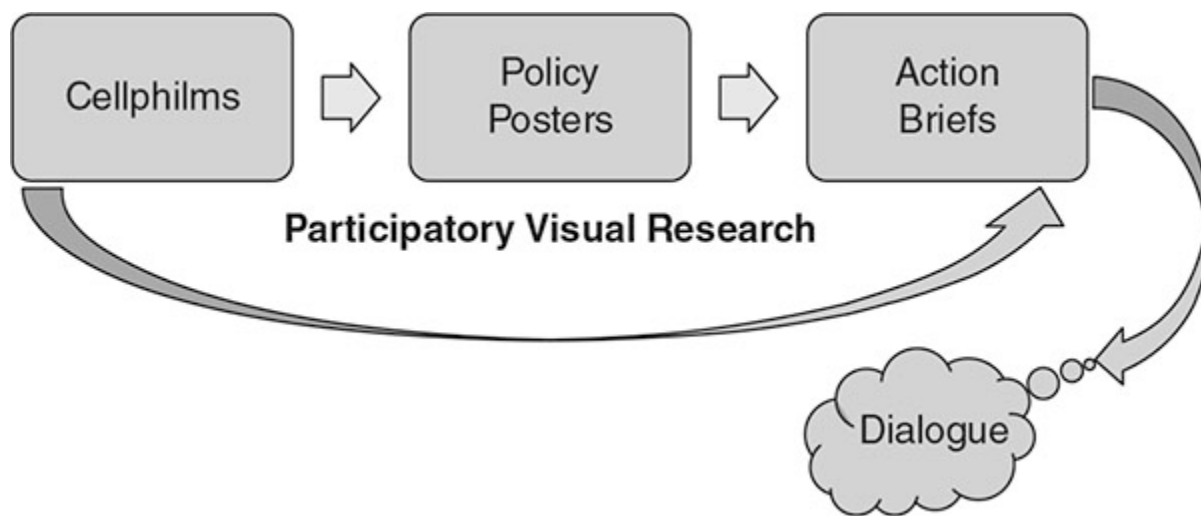 Cellphilms
Policy
Posters
Action
Briefs
Participatory Visual Research
Dialogue